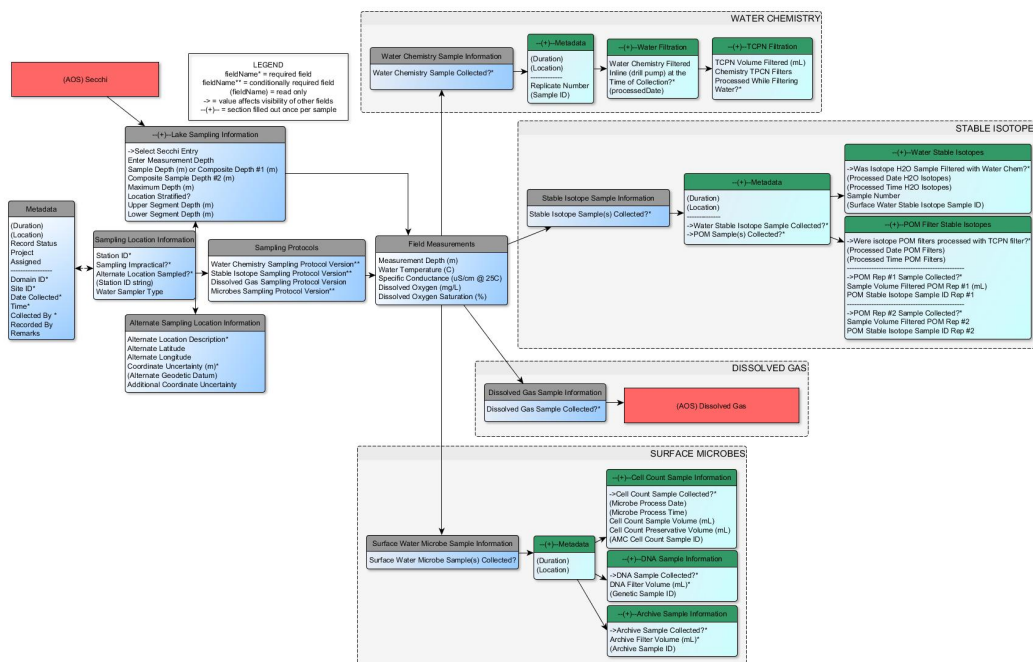 WATER CHEMISTRY
Water Chemistry Sample Information
Water Chemistry Sample Collected?*
--(+)--Metadata
(Duration)
(Location)
---------------
Replicate Number
(Sample ID)
--(+)--Water Filtration
Water Chemistry Filtered
Inline (drill pump) at the
Time of Collection?*
(processedDate)
--(+)--TCPN Filtration
TCPN Volume Filtered (mL)
Chemistry TCPN Filters
Processed While Filtering
Water?*
(AOS) Secchi
LEGEND
fieldName* = required field
fieldName** = conditionally required field
(fieldName) = read only
-> = value affects visibility of other fields
--(+)-- = section filled out once per sample
--(+)--Lake Sampling Information
->Select Secchi Entry
Enter Measurement Depth
Sample Depth (m) or Composite Depth #1 (m)
Composite Sample Depth #2 (m)
Maximum Depth (m)
Location Stratified?
Upper Segment Depth (m)
Lower Segment Depth (m)
Metadata
(Duration)
(Location)
Record Status
Project
Assigned
--------------------
Domain ID*
Site ID*
Date Collected*
Time*
Collected By *
Recorded By
Remarks
Sampling Location Information
Station ID*
Sampling Impractical?*
Alternate Location Sampled?*
(Station ID string)
Water Sampler Type
Sampling Protocols
Water Chemistry Sampling Protocol Version**
Stable Isotope Sampling Protocol Version**
Dissolved Gas Sampling Protocol Version
Microbes Sampling Protocol Version**
Alternate Sampling Location Information
Alternate Location Description*
Alternate Latitude
Alternate Longitude
Coordinate Uncertainty (m)*
(Alternate Geodetic Datum)
Additional Coordinate Uncertainty
Field Measurements
Measurement Depth (m)
Water Temperature (C)
Specific Conductance (uS/cm @ 25C)
Dissolved Oxygen (mg/L)
Dissolved Oxygen Saturation (%)
STABLE ISOTOPE
Stable Isotope Sample Information
Stable Isotope Sample(s) Collected?*
--(+)--Metadata
(Duration)
(Location)
---------------
->Water Stable Isotope Sample Collected?*
->POM Sample(s) Collected?*
--(+)--Water Stable Isotopes
->Was Isotope H2O Sample Filtered with Water Chem?*
(Processed Date H2O Isotopes)
(Processed Time H2O Isotopes)
Sample Number
(Surface Water Stable Isotope Sample ID)
--(+)--POM Filter Stable Isotopes
->Were isotope POM filters processed with TCPN filter?*
(Processed Date POM Filters)
(Processed Time POM Filters)
------------------------------------------------
->POM Rep #1 Sample Collected?*
Sample Volume Filtered POM Rep #1 (mL)
POM Stable Isotope Sample ID Rep #1
------------------------------------------------
->POM Rep #2 Sample Collected?*
Sample Volume Filtered POM Rep #2
POM Stable Isotope Sample ID Rep #2
DISSOLVED GAS
Dissolved Gas Sample Information
Dissolved Gas Sample Collected?*
(AOS) Dissolved Gas
SURFACE MICROBES
Surface Water Microbe Sample Information
Surface Water Microbe Sample(s) Collected?
--(+)--Metadata
(Duration)
(Location)
--(+)--Cell Count Sample Information
->Cell Count Sample Collected?*
(Microbe Process Date)
(Microbe Process Time)
Cell Count Sample Volume (mL)
Cell Count Preservative Volume (mL)
(AMC Cell Count Sample ID)
--(+)--DNA Sample Information
->DNA Sample Collected?*
DNA Filter Volume (mL)*
(Genetic Sample ID)
--(+)--Archive Sample Information
->Archive Sample Collected?*
Archive Filter Volume (mL)*
(Archive Sample ID)